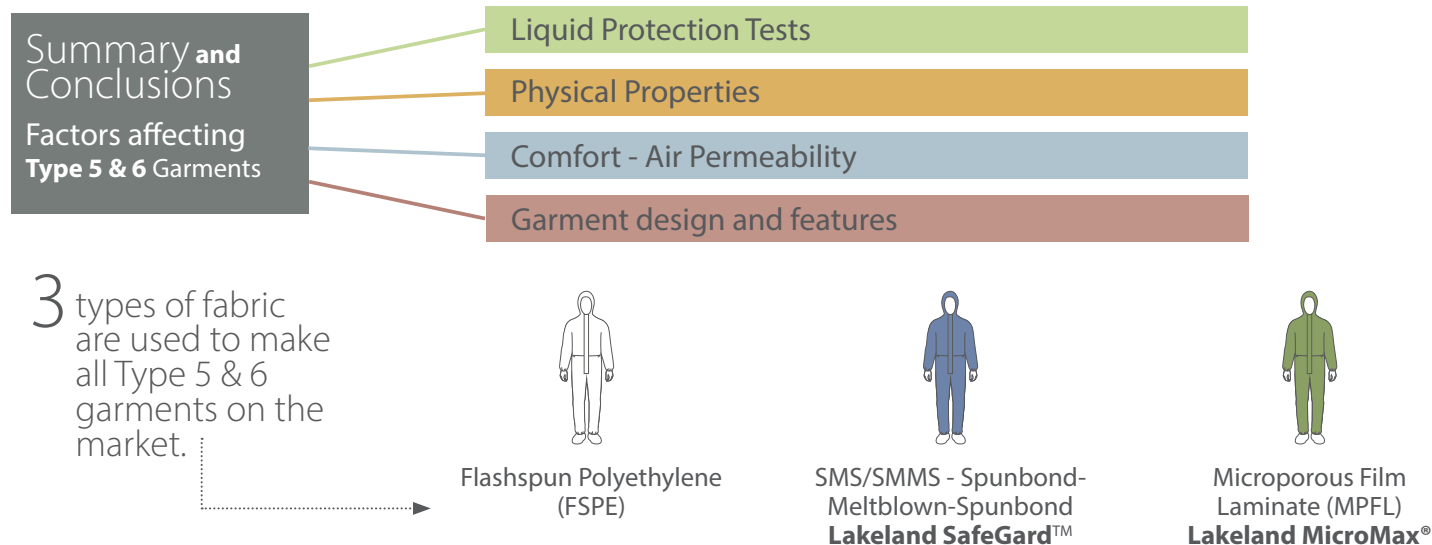 Summary and
Conclusions
Factors affecting
Type 5 & 6 Garments
Liquid Protection Tests
Physical Properties
Comfort - Air Permeability
Garment design and features
3 types of fabric
are used to make
all Type 5 & 6
garments on the
market.
Flashspun Polyethylene
(FSPE)
SMS/SMMS - Spunbond-
Meltblown-Spunbond
Lakeland SafeGard™
Microporous Film
Laminate (MPFL)
Lakeland MicroMax®